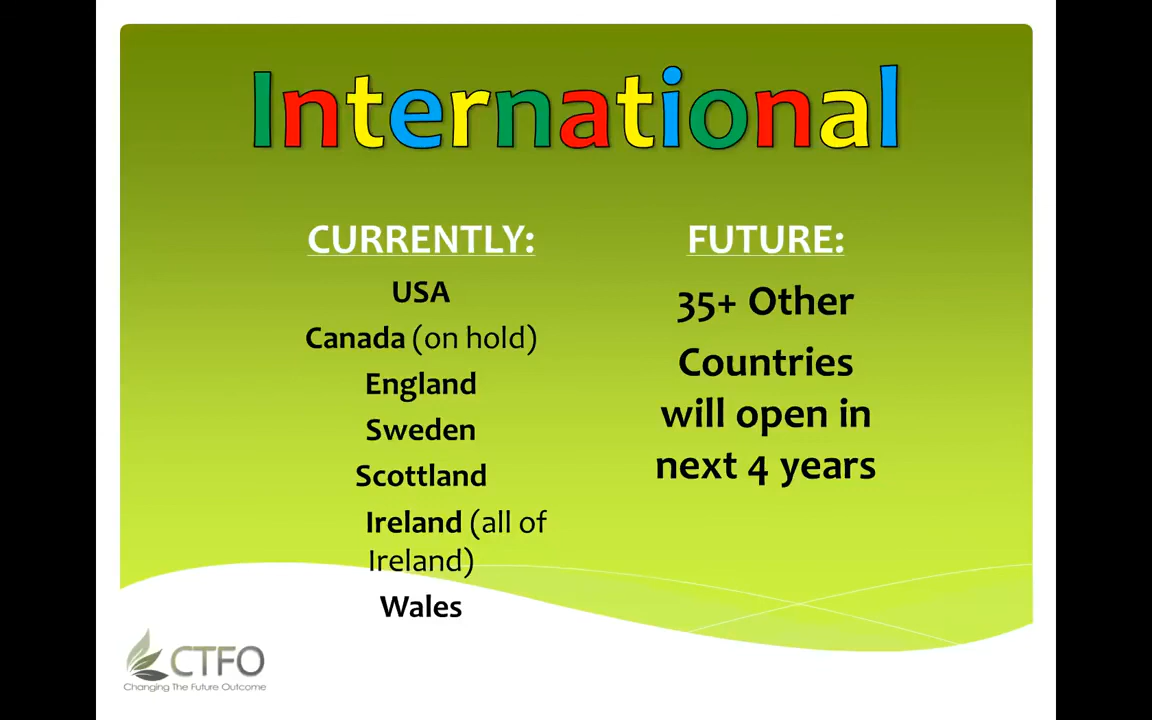 International
CURRENTLY:
USA
Canada (on hold)
England
Sweden
Scottland
Ireland (all of
Ireland)
Wales
FUTURE:
35+ Other
Countries
will open in
next 4 years
CTFO
Changing The Future Outcome